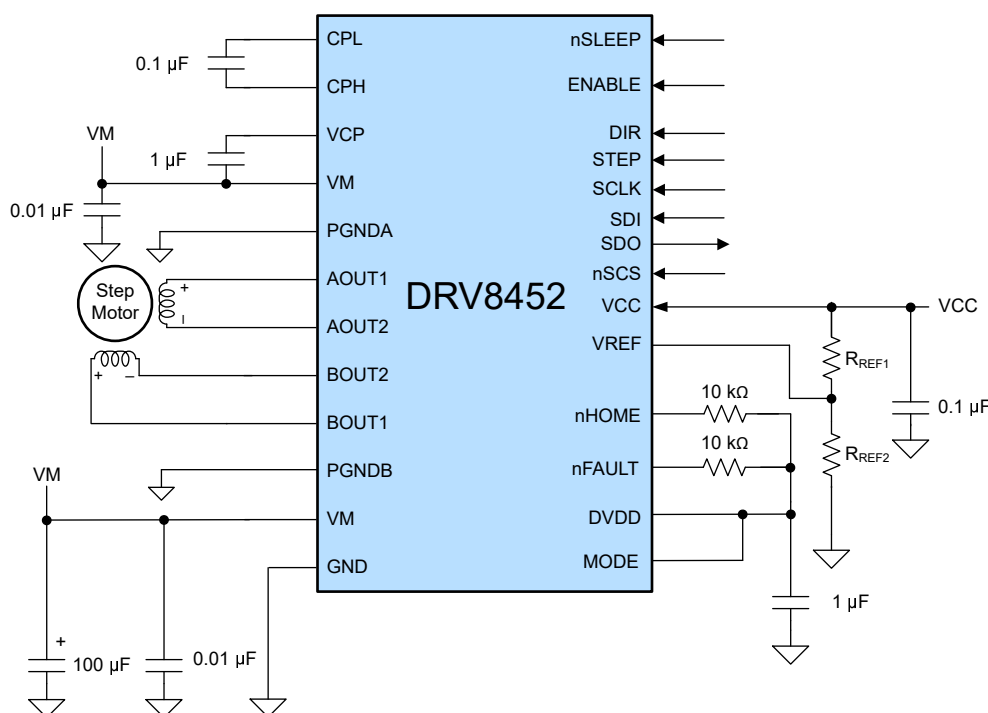 CPL
0.1 µF
CPH
VCP
VM
1 µF
VM
0.01 µF
PGNDA
AOUT1
Step
Motor
+
–
AOUT2
BOUT2
+
–
BOUT1
PGNDB
VM
VM
GND
+
100 µF
0.01 µF
DRV8452
nSLEEP
ENABLE
DIR
STEP
SCLK
SDI
SDO
nSCS
VCC
VCC
VREF
RREF1
10 kΩ
nHOME
0.1 µF
10 kΩ
nFAULT
RREF2
DVDD
MODE
1 µF